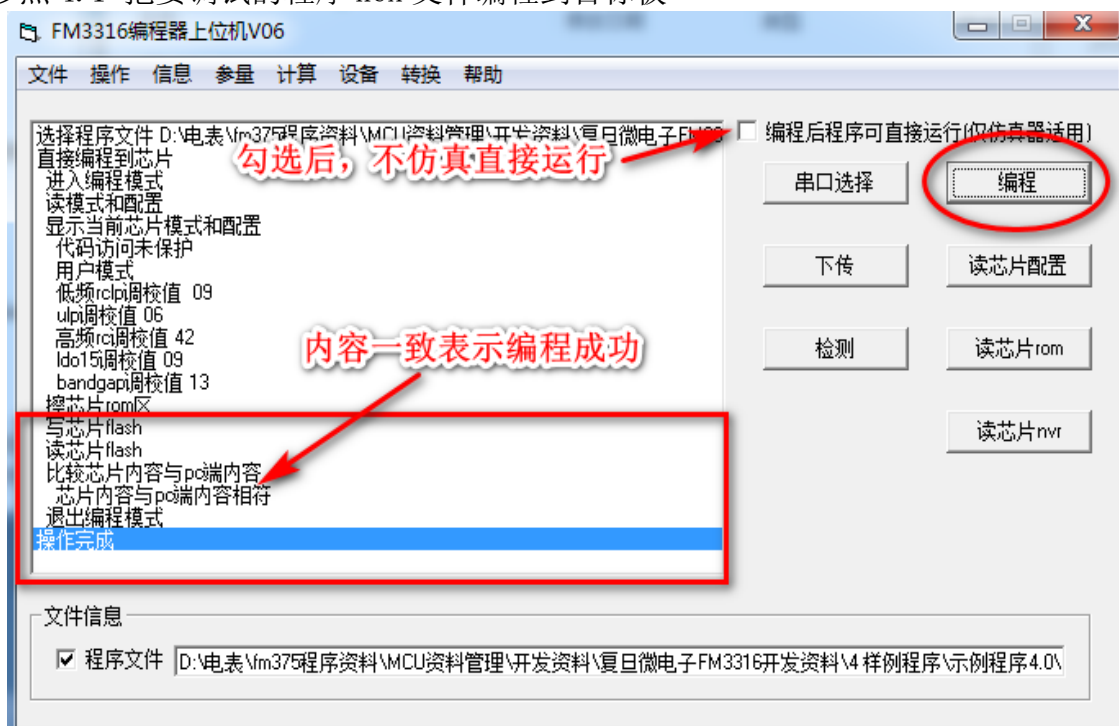 FM3316编程器上位机V06
文件 操作 信息 参量 计算 设备 转换 帮助
选择程序文件 D:\电表\fm375程序资料\MCU资料管理\开发资料\复旦微电子FM33
编程后程序可直接运行(仅仿真器适用)
勾选后，不仿真直接运行
直接编程到芯片
进入编程模式
读模式和配置
显示当前芯片模式和配置
代码访问未保护
用户模式
低频rclp调校值 09
ulp调校值 06
高频rc调校值 42
ldo15调校值 09
bandgap调校值 13
擦芯片rom区
写芯片flash
读芯片flash
比较芯片内容与pc端内容
芯片内容与pc端内容相符
退出编程模式
操作完成
内容一致表示编程成功
串口选择 编程
下传 读芯片配置
检测 读芯片rom
读芯片nvr
文件信息
程序文件 D:\电表\fm375程序资料\MCU资料管理\开发资料\复旦微电子FM3316开发资料\4 样例程序\示例程序4.0\